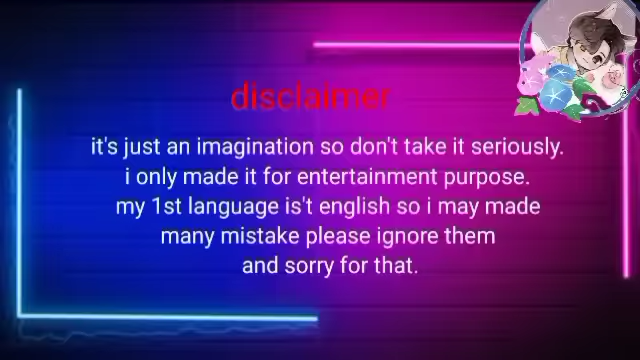 disclaimer
it's just an imagination so don't take it seriously.
i only made it for entertainment purpose.
my 1st language is't english so i may made
many mistake please ignore them
and sorry for that.